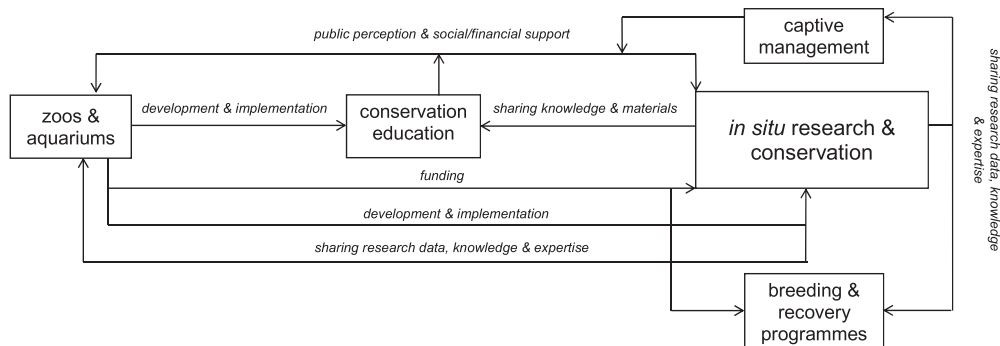 public perception & social/financial support
captive
management
zoos &
aquariums
development & implementation
conservation
education
sharing knowledge & materials
in situ research &
conservation
sharing research data, knowledge
& expertise
funding
development & implementation
sharing research data, knowledge & expertise
breeding &
recovery
programmes